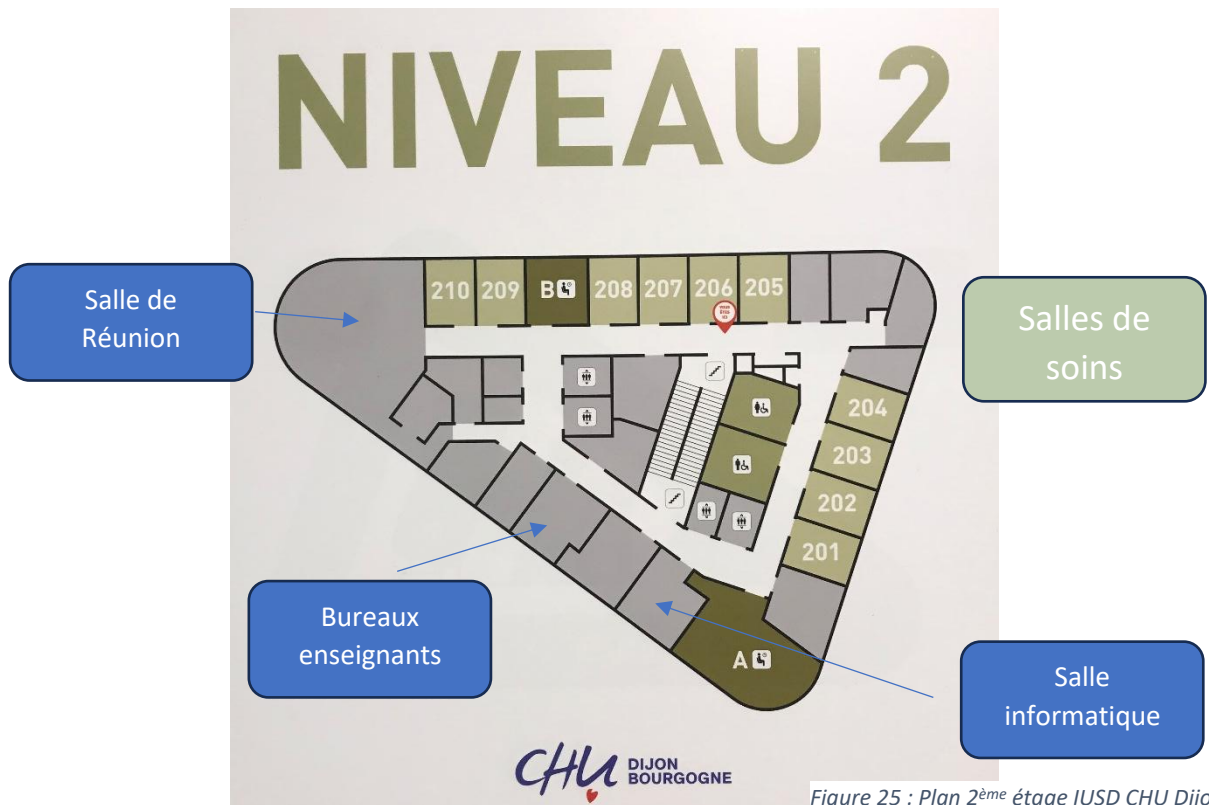 NIVEAU 2
Salle de
Réunion
210
209
B
208
207
206
205
Salles de
soins
204
203
202
201
Bureaux
enseignants
A
Salle
informatique
CHU DIJON
BOURGOGNE
Figure 25 : Plan 2ème étage IUSD CHU Dijo